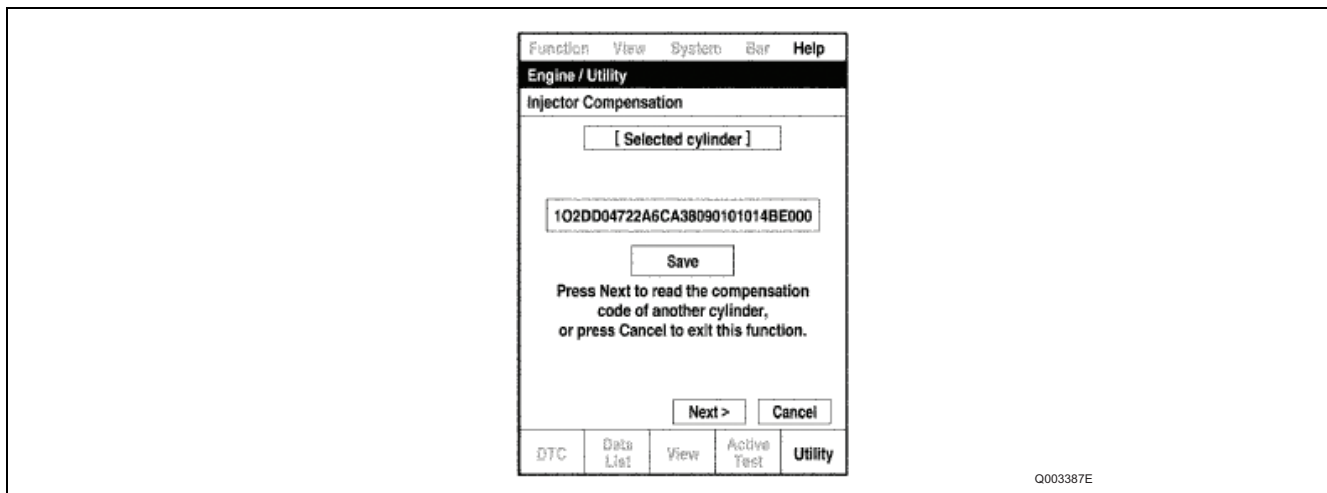 Function View System Bar Help
Engine / Utility
Injector Compensation
[ Selected cylinder ]
1O2DD04722A6CA38090101014BE000
Save
Press Next to read the compensation
code of another cylinder,
or press Cancel to exit this function.
Next > Cancel
DTC Data List View Active Test Utility
Q003387E